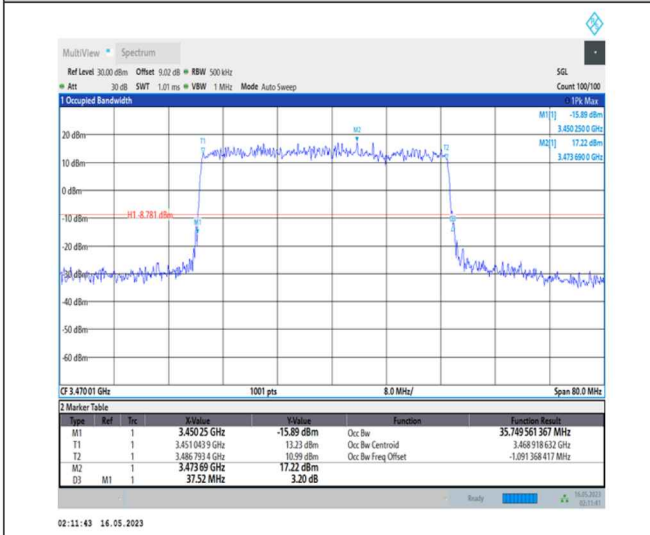 MultiView Spectrum
Ref Level 30.00 dBm Offset 9.02 dB RBW 500 kHz SGL
Att 30 dB SWT 1.01 ms VBW 1 MHz Mode Auto Sweep Count 100/100
1 Occupied Bandwidth 1Pk Max
M1[1] -15.89 dBm
3.450 250 0 GHz
M2[1] 17.22 dBm
3.473 690 0 GHz
20 dBm
M2
T1
T2
10 dBm
0 dBm
H1 -8.781 dBm
-10 dBm
M1
-20 dBm
-30 dBm
-40 dBm
-50 dBm
-60 dBm
CF 3.470 01 GHz 1001 pts 8.0 MHz/ Span 80.0 MHz
2 Marker Table
Type Ref Trc X-Value Y-Value Function Function Result
M1 1 3.450 25 GHz -15.89 dBm Occ Bw 35.749 561 367 MHz
T1 1 3.451 043 9 GHz 13.23 dBm Occ Bw Centroid 3.468 918 632 GHz
T2 1 3.486 793 4 GHz 10.99 dBm Occ Bw Freq Offset -1.091 368 417 MHz
M2 1 3.473 69 GHz 17.22 dBm
D3 M1 1 37.52 MHz 3.20 dB
Ready 16.05.2023
02:11:41
02:11:43 16.05.2023